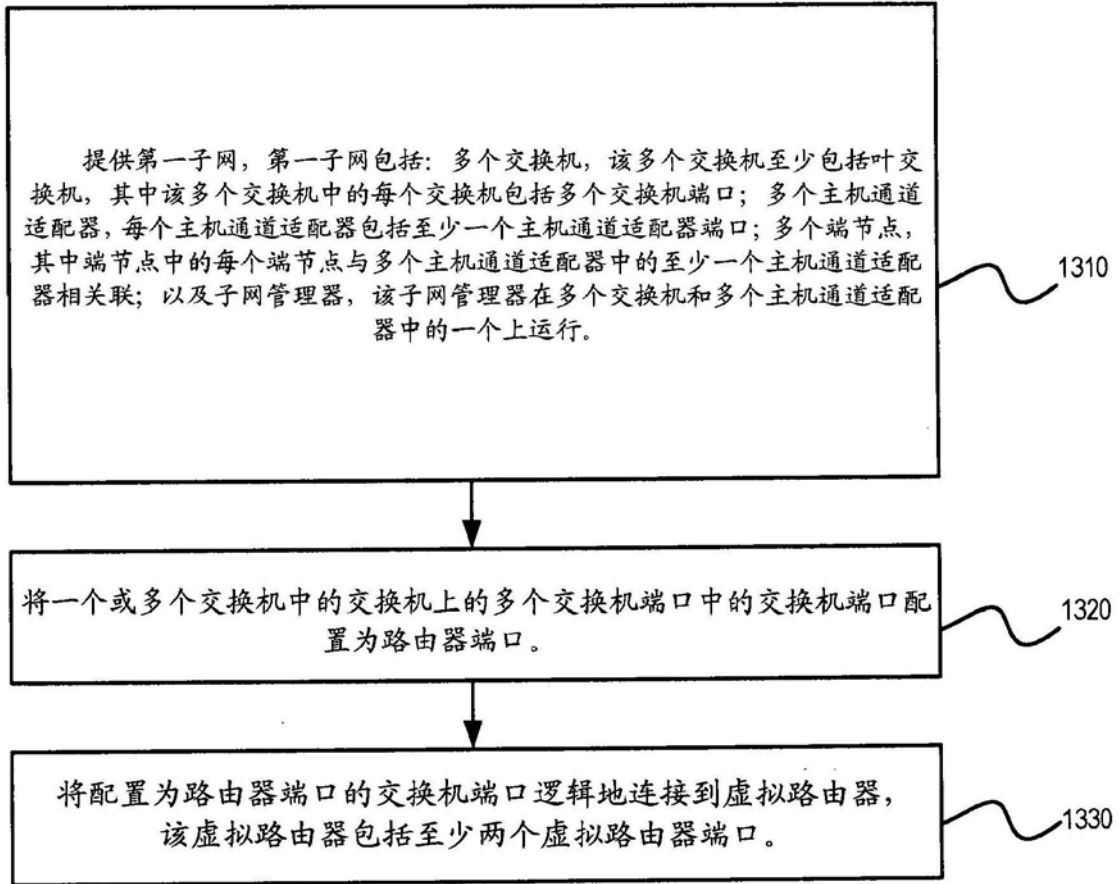 提供第一子网，第一子网包括：多个交换机，该多个交换机至少包括叶交
换机，其中该多个交换机中的每个交换机包括多个交换机端口；多个主机通道
适配器，每个主机通道适配器包括至少一个主机通道适配器端口；多个端节点，
其中端节点中的每个端节点与多个主机通道适配器中的至少一个主机通道适配
器相关联；以及子网管理器，该子网管理器在多个交换机和多个主机通道适配
器中的一个上运行。
1310
将一个或多个交换机中的交换机上的多个交换机端口中的交换机端口配
置为路由器端口。
1320
将配置为路由器端口的交换机端口逻辑地连接到虚拟路由器，
该虚拟路由器包括至少两个虚拟路由器端口。
1330